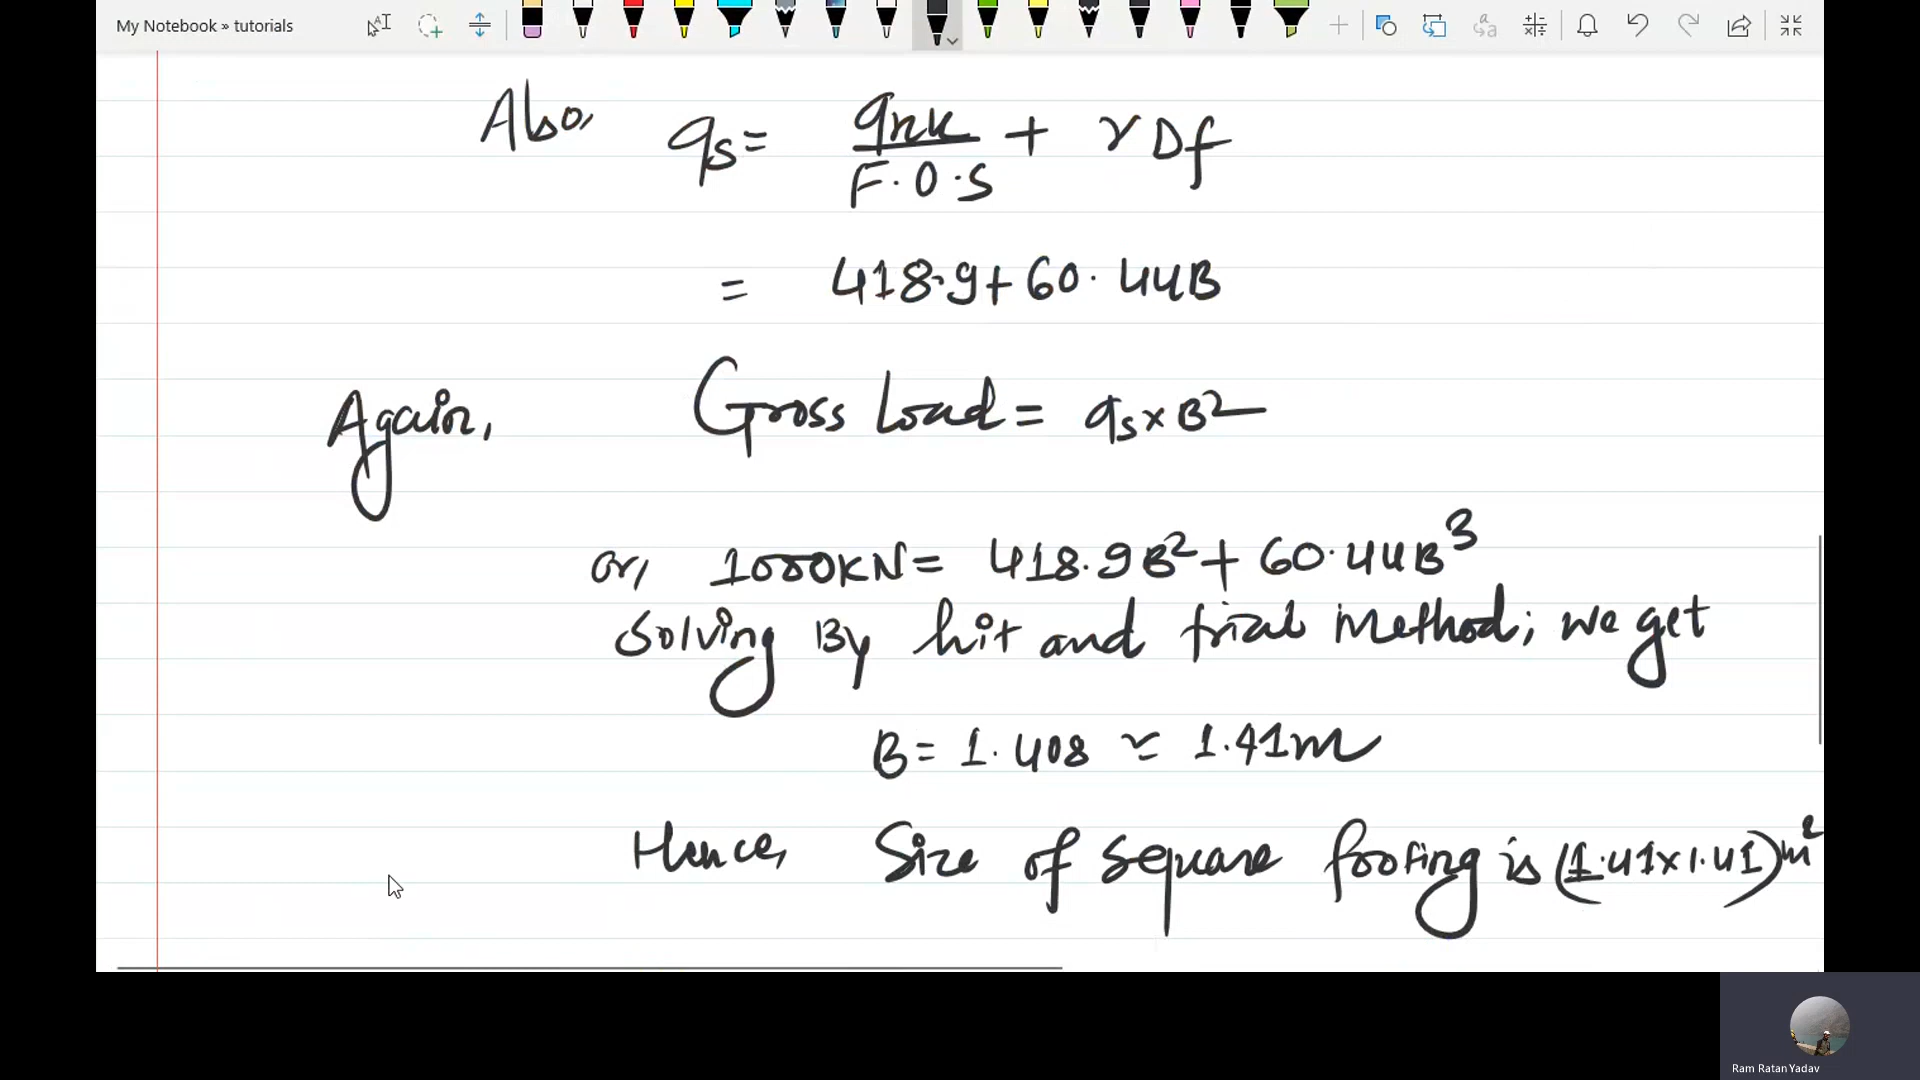 My Notebook » tutorials
Also, qs = qnu / F.O.S + γDf
= 418.9 + 60.44B
Again, Gross Load = qs × B²
or, 1000KN = 418.9B² + 60.44B³
Solving By hit and trial Method; we get
B = 1.408 ≈ 1.41m
Hence, Size of square footing is (1.41×1.41)m²
Ram Ratan Yadav